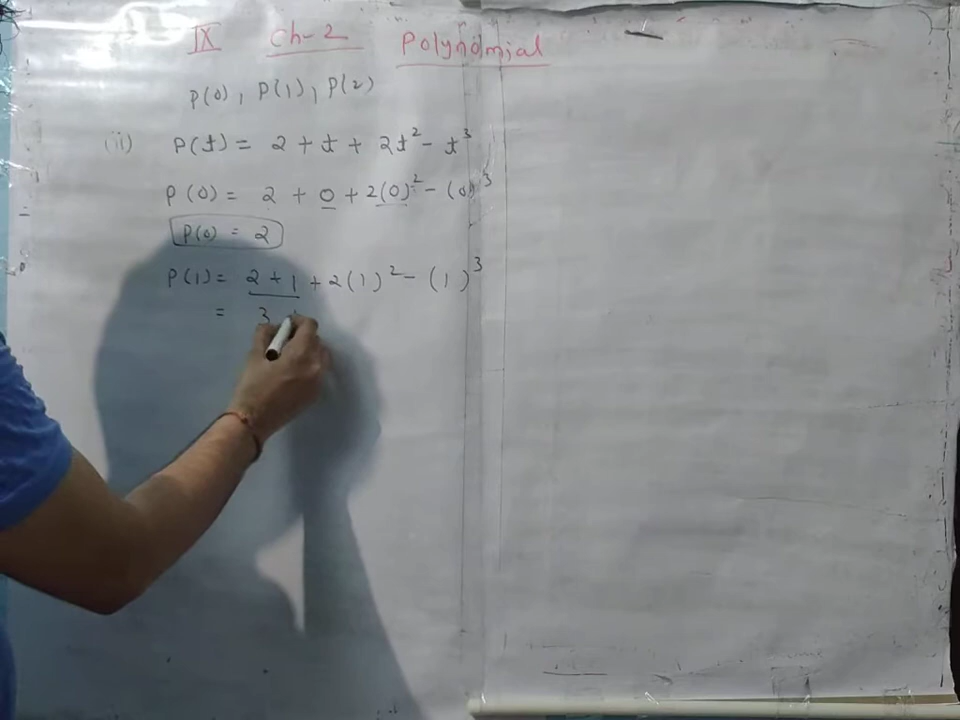 IX Ch-2 Polynomial
P(0), P(1), P(2)
(ii) P(t) = 2 + t + 2t² - t³
P(0) = 2 + 0 + 2(0)² - (0)³
P(0) = 2
P(1) = 2 + 1 + 2(1)² - (1)³
= 3